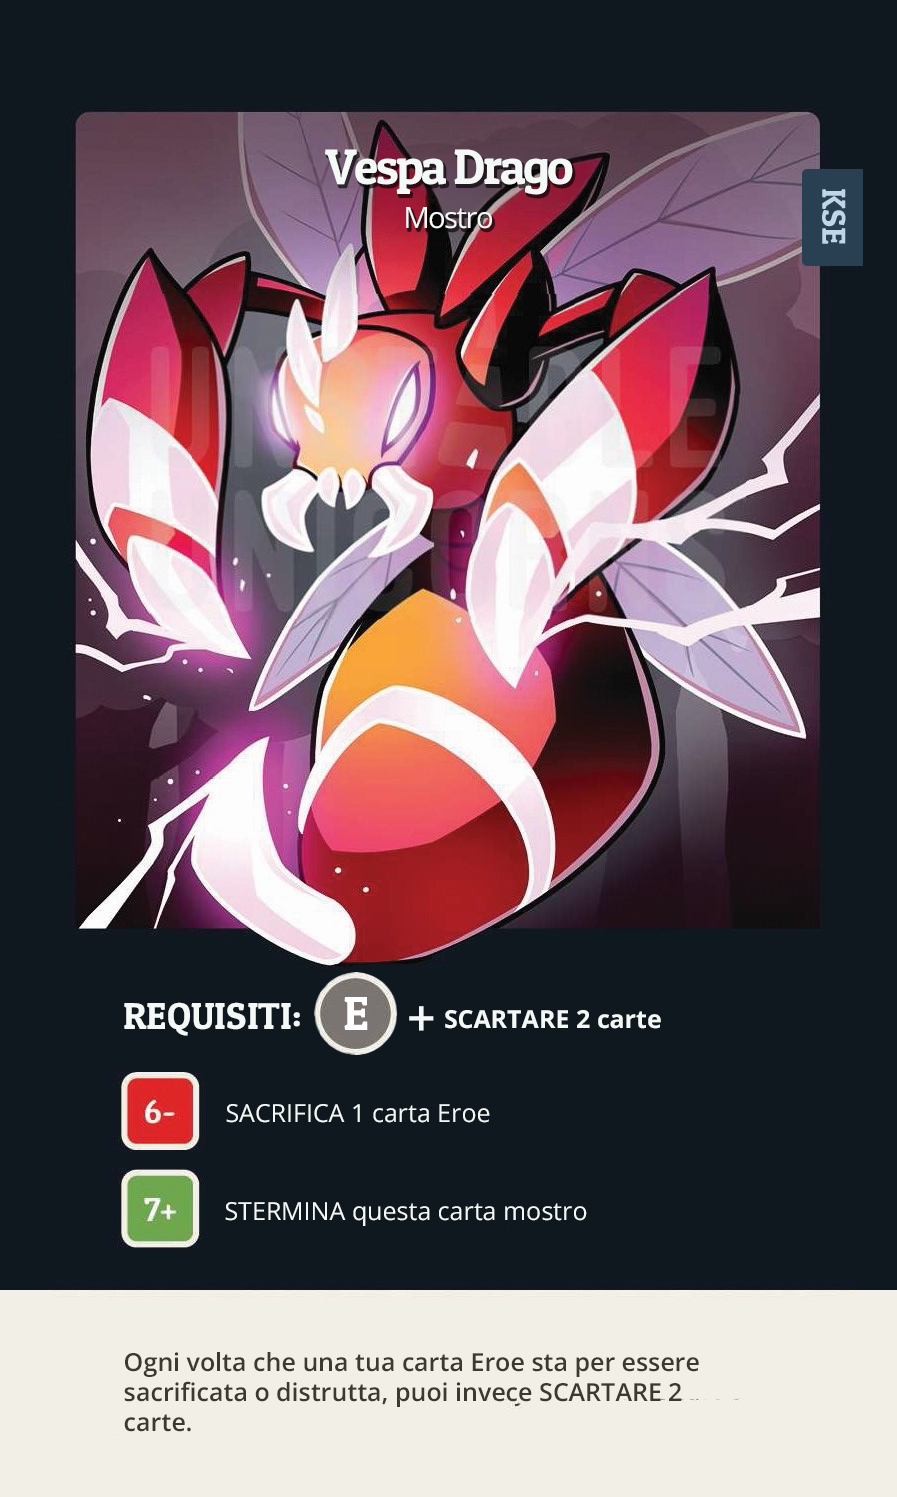 Vespa Drago
Mostro
KSE
REQUISITI: E + SCARTARE 2 carte
6- SACRIFICA 1 carta Eroe
7+ STERMINA questa carta mostro
Ogni volta che una tua carta Eroe sta per essere
sacrificata o distrutta, puoi invece SCARTARE 2
carte.